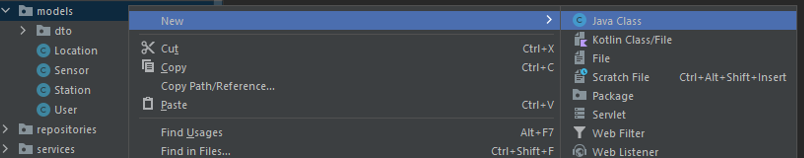 models
dto
Location
Sensor
Station
User
repositories
services
New
Cut Ctrl+X
Copy Ctrl+C
Copy Path/Reference...
Paste Ctrl+V
Find Usages Alt+F7
Find in Files... Ctrl+Shift+F
Java Class
Kotlin Class/File
File
Scratch File Ctrl+Alt+Shift+Insert
Package
Servlet
Web Filter
Web Listener